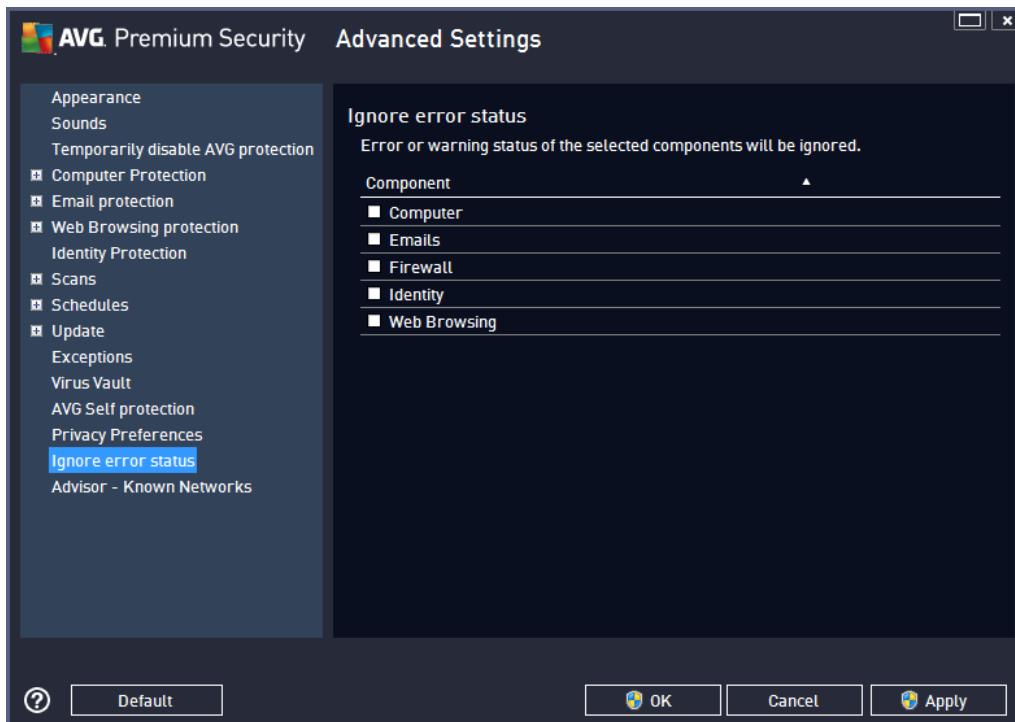 AVG. Premium Security
Advanced Settings
Appearance
Sounds
Temporarily disable AVG protection
Computer Protection
Email protection
Web Browsing protection
Identity Protection
Scans
Schedules
Update
Exceptions
Virus Vault
AVG Self protection
Privacy Preferences
Ignore error status
Advisor - Known Networks
Ignore error status
Error or warning status of the selected components will be ignored.
Component
Computer
Emails
Firewall
Identity
Web Browsing
Default
OK
Cancel
Apply